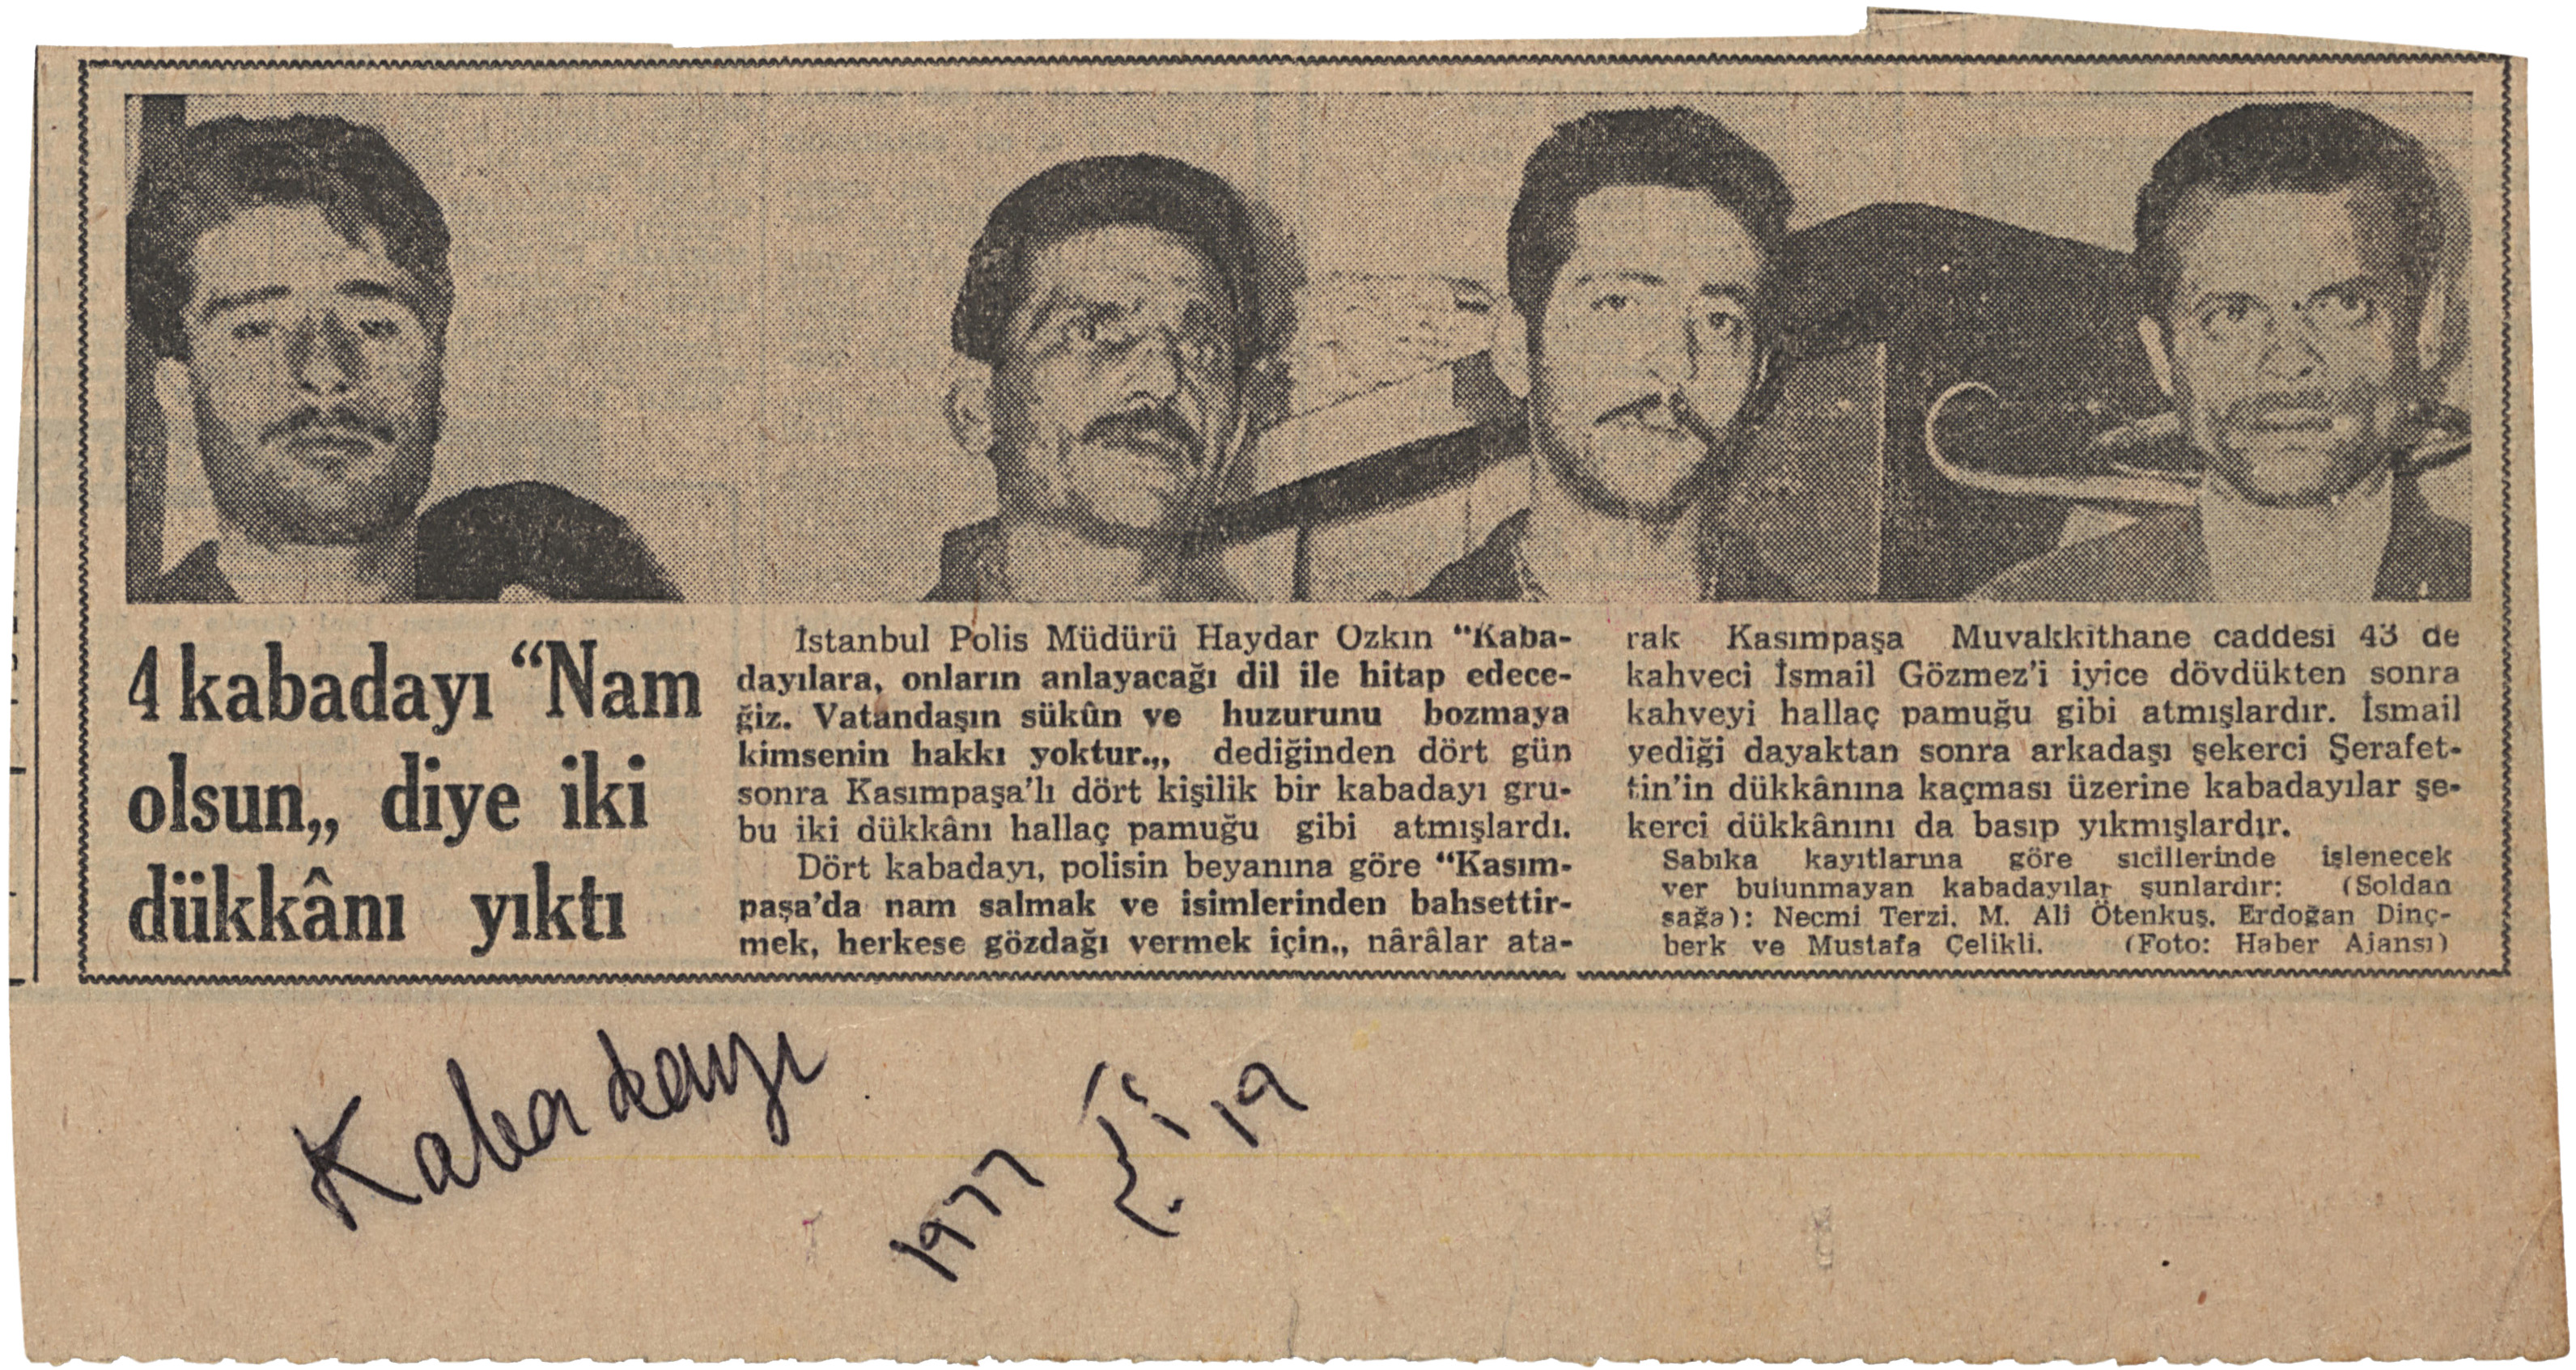 4 kabadayı “Nam
olsun„ diye iki
dükkânı yıktı
İstanbul Polis Müdürü Haydar Ozkın “Kaba-
dayılara, onların anlayacağı dil ile hitap edece-
ğiz. Vatandaşın sükûn ve huzurunu bozmaya
kimsenin hakkı yoktur.„ dediğinden dört gün
sonra Kasımpaşa’lı dört kişilik bir kabadayı gru-
bu iki dükkânı hallaç pamuğu gibi atmışlardı.
Dört kabadayı, polisin beyanına göre “Kasım-
paşa’da nam salmak ve isimlerinden bahsettir-
mek, herkese gözdağı vermek için„ nârâlar ata-
rak Kasımpaşa Muvakkithane caddesi 43 de
kahveci İsmail Gözmez’i iyice dövdükten sonra
kahveyi hallaç pamuğu gibi atmışlardır. İsmail
yediği dayaktan sonra arkadaşı şekerci Şerafet-
tin’in dükkânına kaçması üzerine kabadayılar şe-
kerci dükkânını da basıp yıkmışlardır.
Sabıka kayıtlarına göre sicillerinde işlenecek
yer bulunmayan kabadayılar şunlardır: (Soldan
sağa): Necmi Terzi, M. Ali Ötenkuş, Erdoğan Dinç-
berk ve Mustafa Çelikli. (Foto: Haber Ajansı)
Kabadayı
1977
19